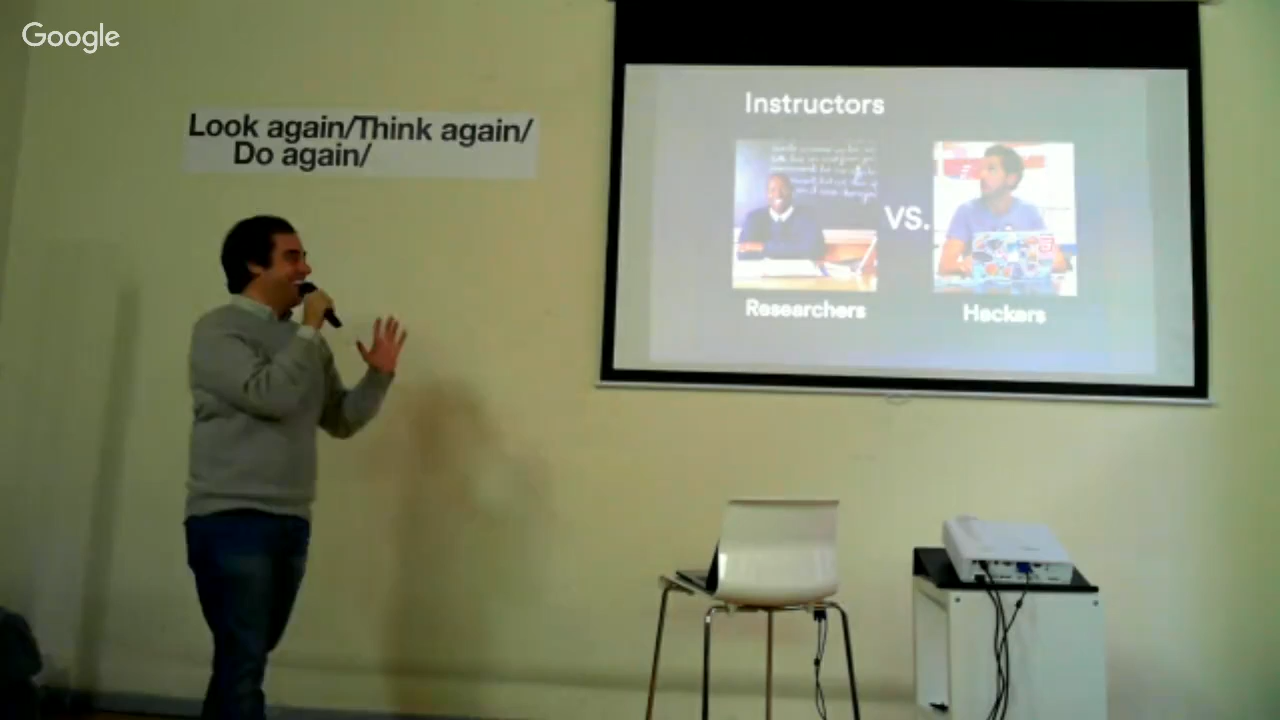 Google
Look again/Think again/
Do again/
Instructors
VS.
Researchers
Hackers